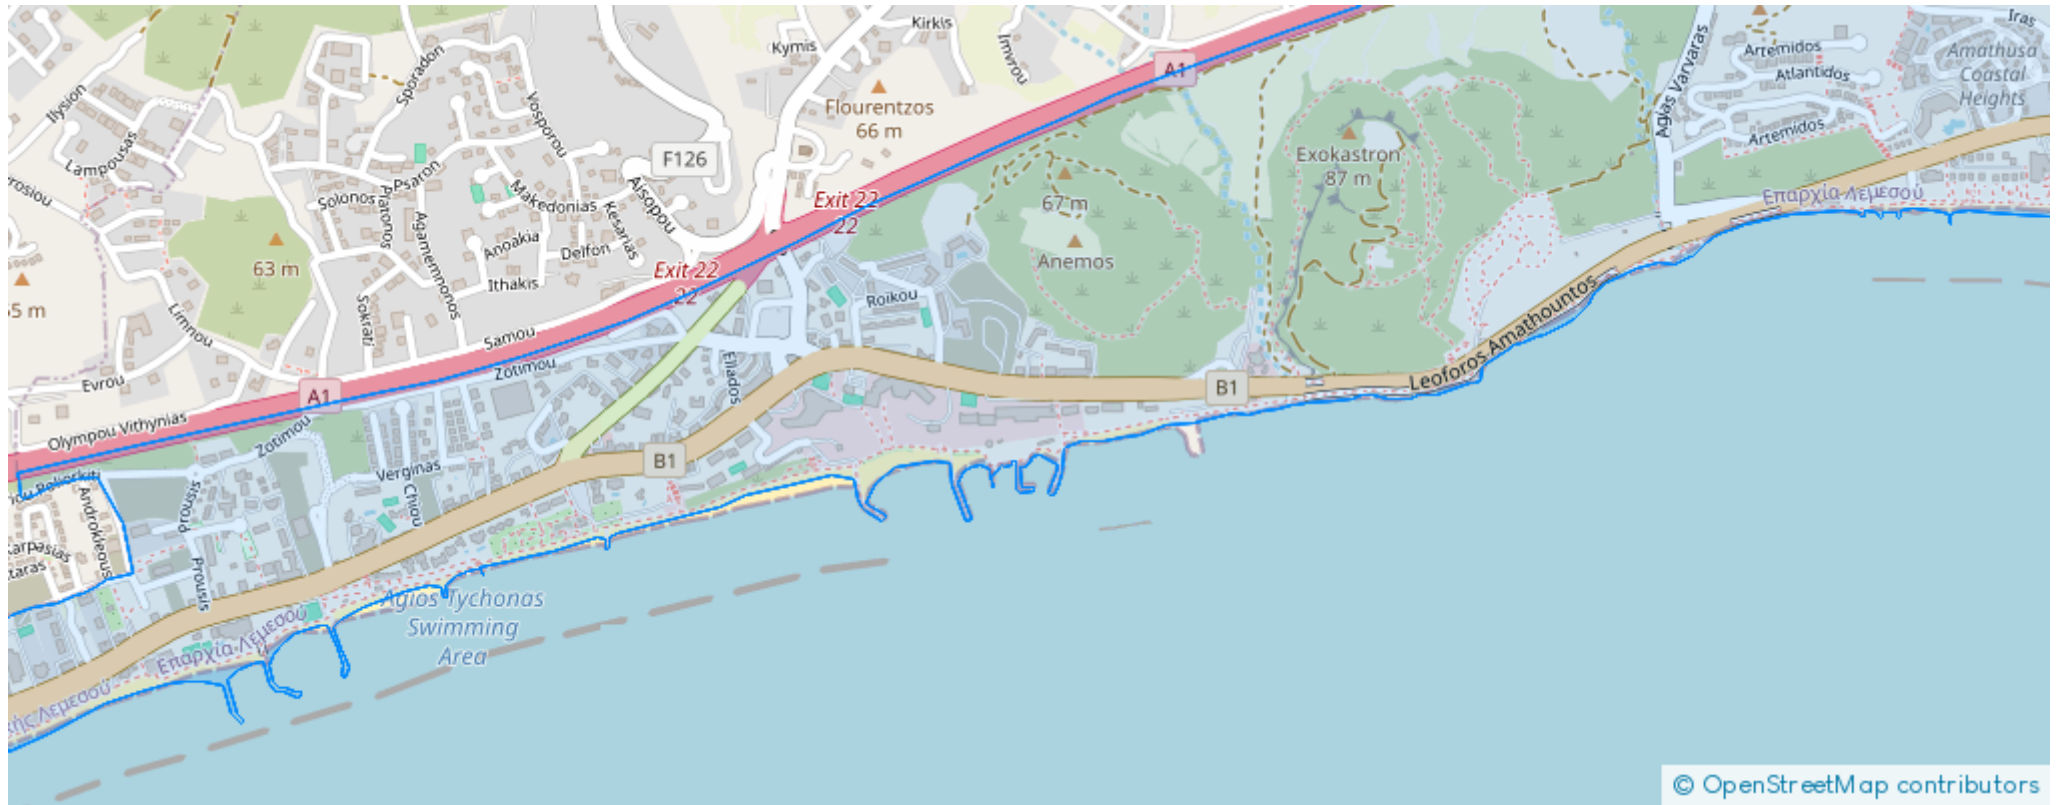 Kirkis
Iras
Kymis
Imvrou
Artemidos
Amathusa
Coastal
Heights
Sporadon
A1
Atlantidos
Ilysion
Flourentzos
66 m
Vosporou
Agias Varvaras
Artemidos
Lampousas
F126
Exokastron
87 m
Psaron
Makedonias
Aisopou
Solonos
Platonos
Exit 22
22
67 m
Επαρχία Λεμεσού
Agamemnonos
Kesarias
Anoakia
Delfon
63 m
Exit 22
22
Anemos
Ithakis
Roikou
Sokrati
Limnou
Samou
Leoforos Amathountos
Zotimou
Ellados
Evrou
A1
B1
Olympou Vithynias
Zotimou
B1
Verginas
Chiou
Androkleous
Prousis
Karpasias
Prousis
Agios Tychonas
Swimming
Area
Επαρχία Λεμεσού
Λεμεσού
© OpenStreetMap contributors